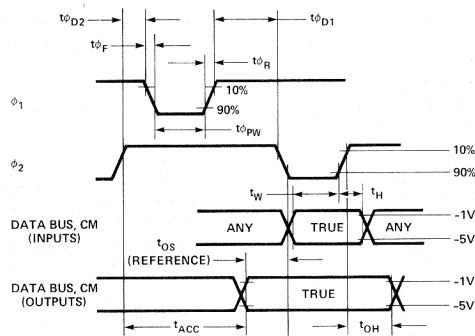 tϕD2
tϕD1
tϕF
tϕR
ϕ1
10%
90%
tϕPW
ϕ2
10%
90%
tW
tH
DATA BUS, CM
(INPUTS)
ANY
TRUE
ANY
-1V
-5V
tOS
(REFERENCE)
DATA BUS, CM
(OUTPUTS)
TRUE
-1V
-5V
tACC
tOH